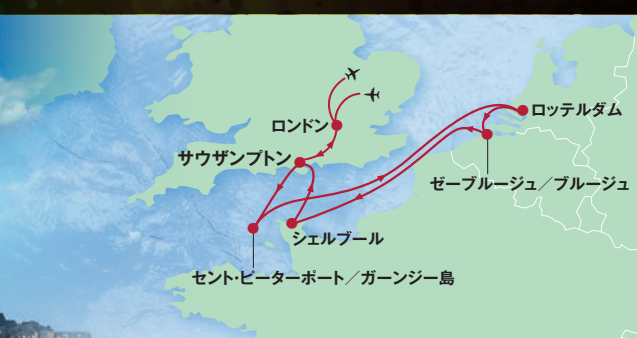 ロンドン
ロッテルダム
サウザンプトン
ゼーブルージュ／ブルージュ
シェルブール
セント・ピーターポート／ガーンジー島